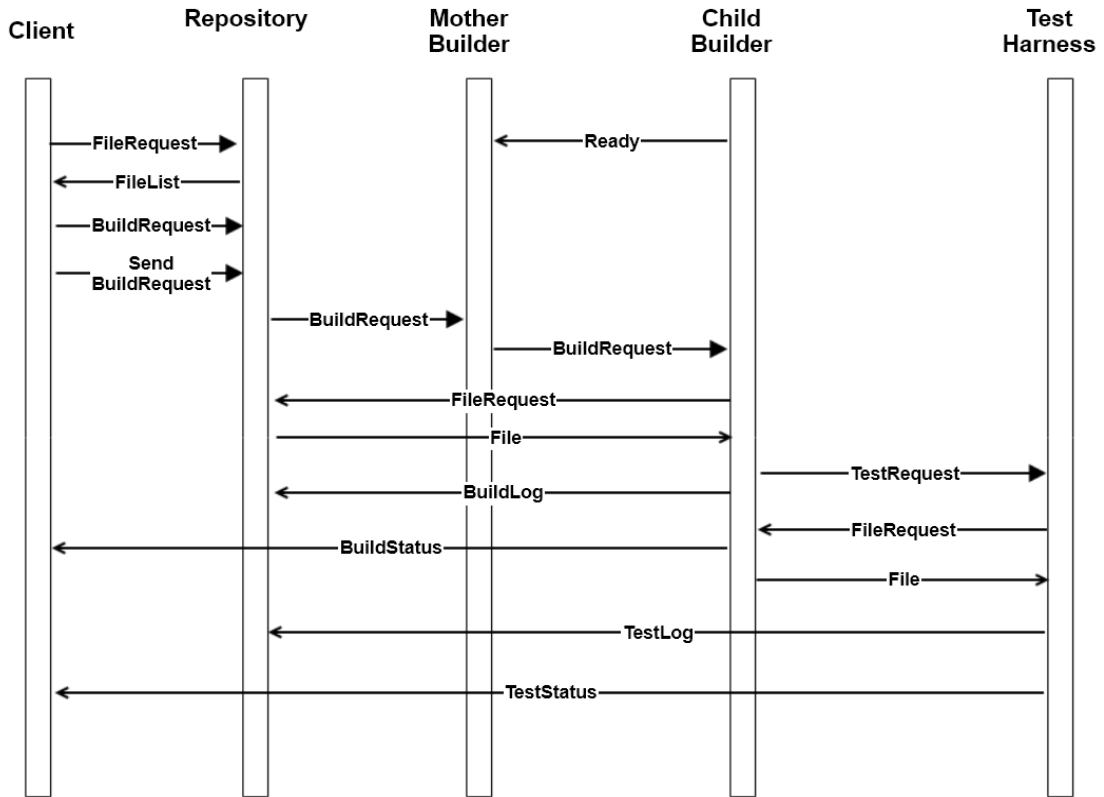 Client
Repository
Mother
Builder
Child
Builder
Test
Harness
FileRequest
Ready
FileList
BuildRequest
Send
BuildRequest
BuildRequest
BuildRequest
FileRequest
File
TestRequest
BuildLog
FileRequest
BuildStatus
File
TestLog
TestStatus